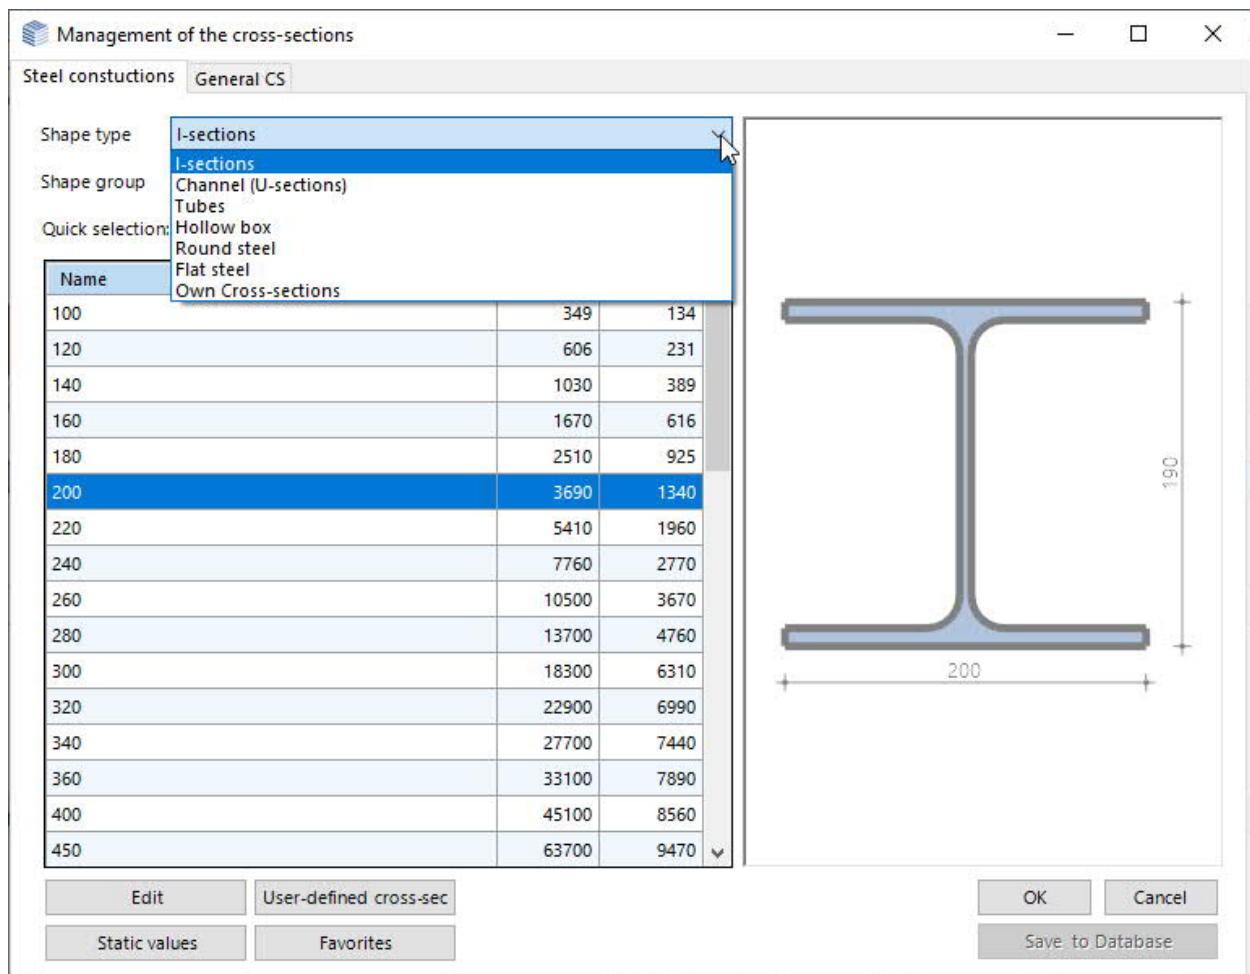 Management of the cross-sections
Steel constuctions General CS
Shape type I-sections
I-sections
Shape group Channel (U-sections)
Tubes
Quick selection: Hollow box
Round steel
Flat steel
Name Own Cross-sections
100 349 134
120 606 231
140 1030 389
160 1670 616
180 2510 925
200 3690 1340
220 5410 1960
240 7760 2770
260 10500 3670
280 13700 4760
300 18300 6310
320 22900 6990
340 27700 7440
360 33100 7890
400 45100 8560
450 63700 9470
190
200
Edit User-defined cross-sec OK Cancel
Static values Favorites Save to Database